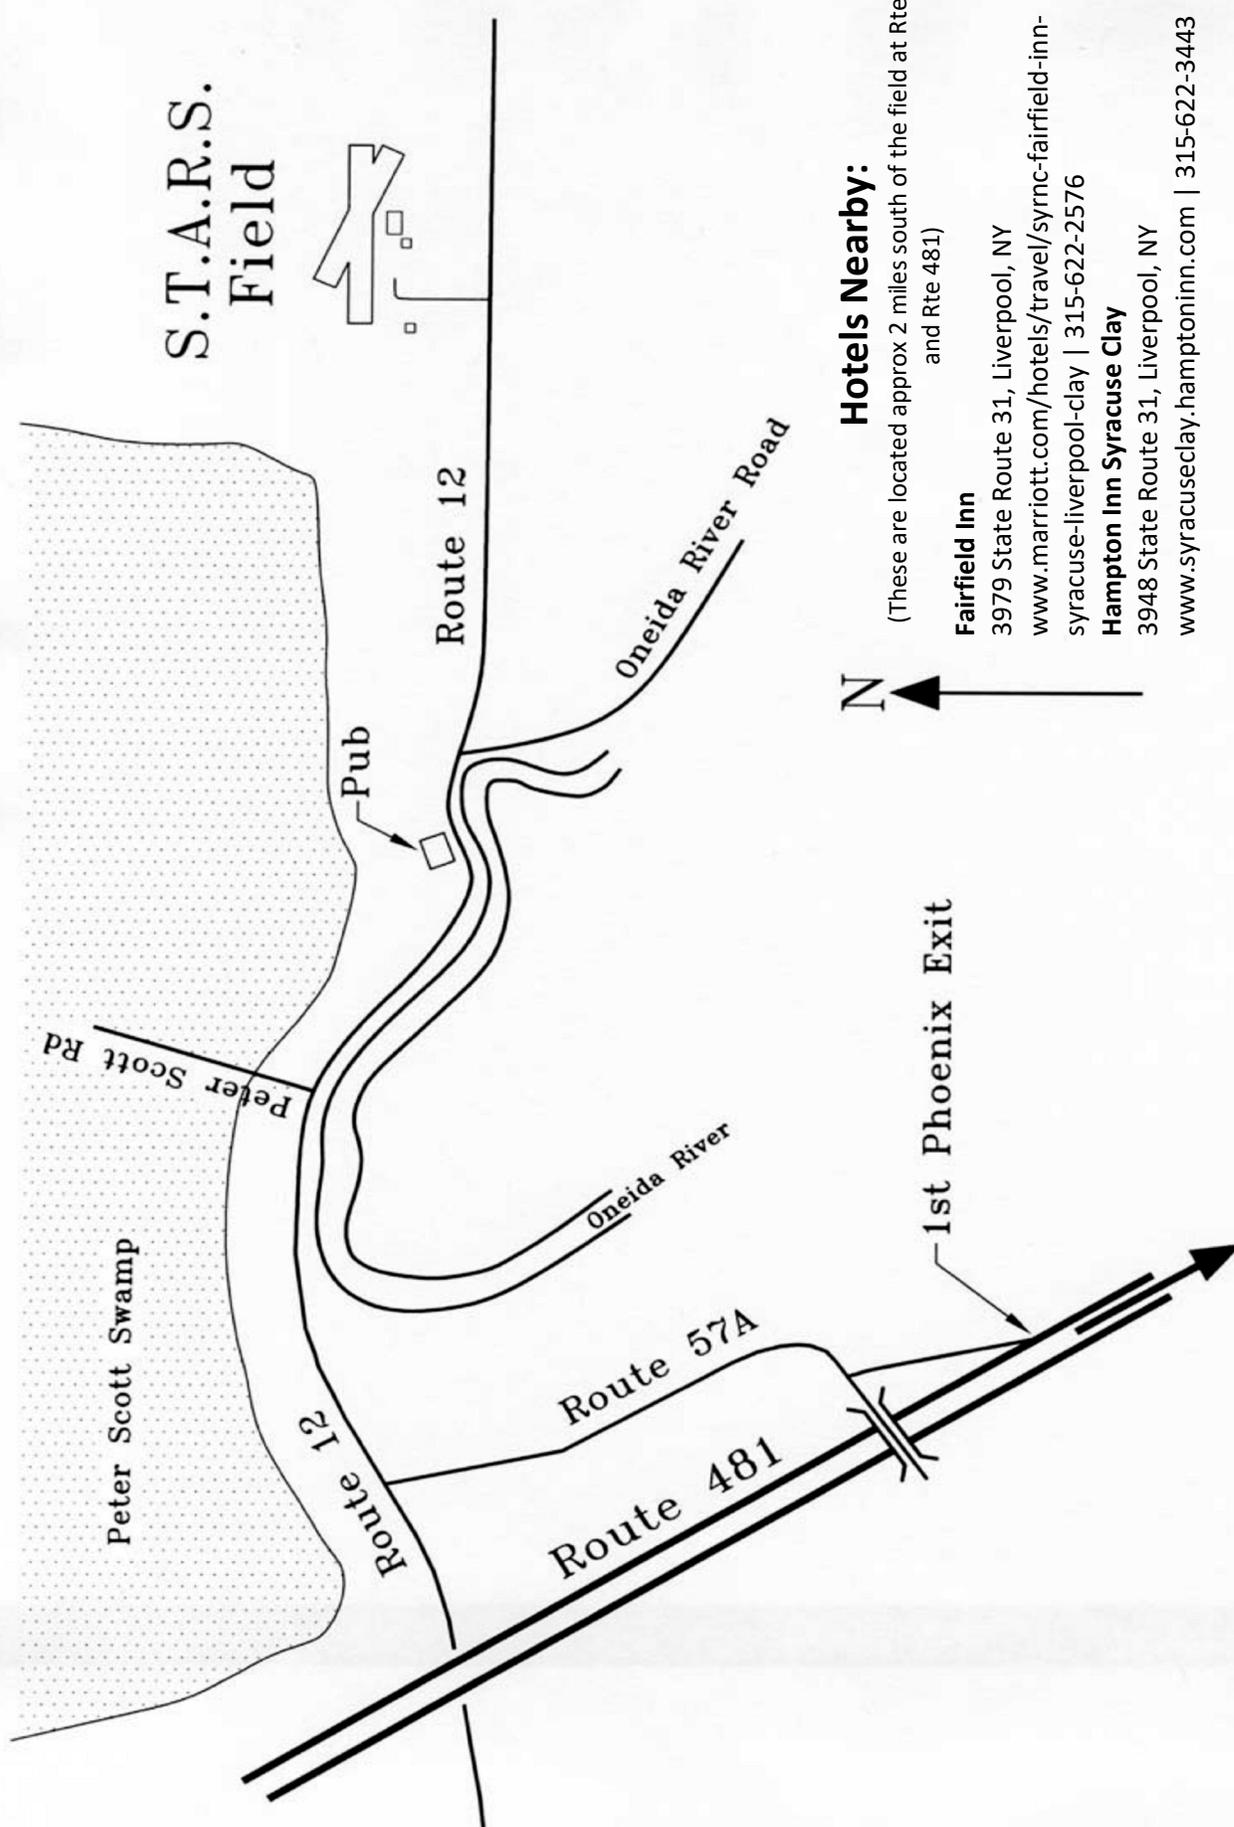 S.T.A.R.S.
Field
Peter Scott Swamp
Peter Scott Rd
Pub
Route 12
Route 12
Oneida River Road
Oneida River
Route 57A
Route 481
1st Phoenix Exit
N
Hotels Nearby:
(These are located approx 2 miles south of the field at Rte
and Rte 481)
Fairfield Inn
3979 State Route 31, Liverpool, NY
www.marriott.com/hotels/travel/syrnc-fairfield-inn-
syracuse-liverpool-clay | 315-622-2576
Hampton Inn Syracuse Clay
3948 State Route 31, Liverpool, NY
www.syracuseclay.hamptoninn.com | 315-622-3443